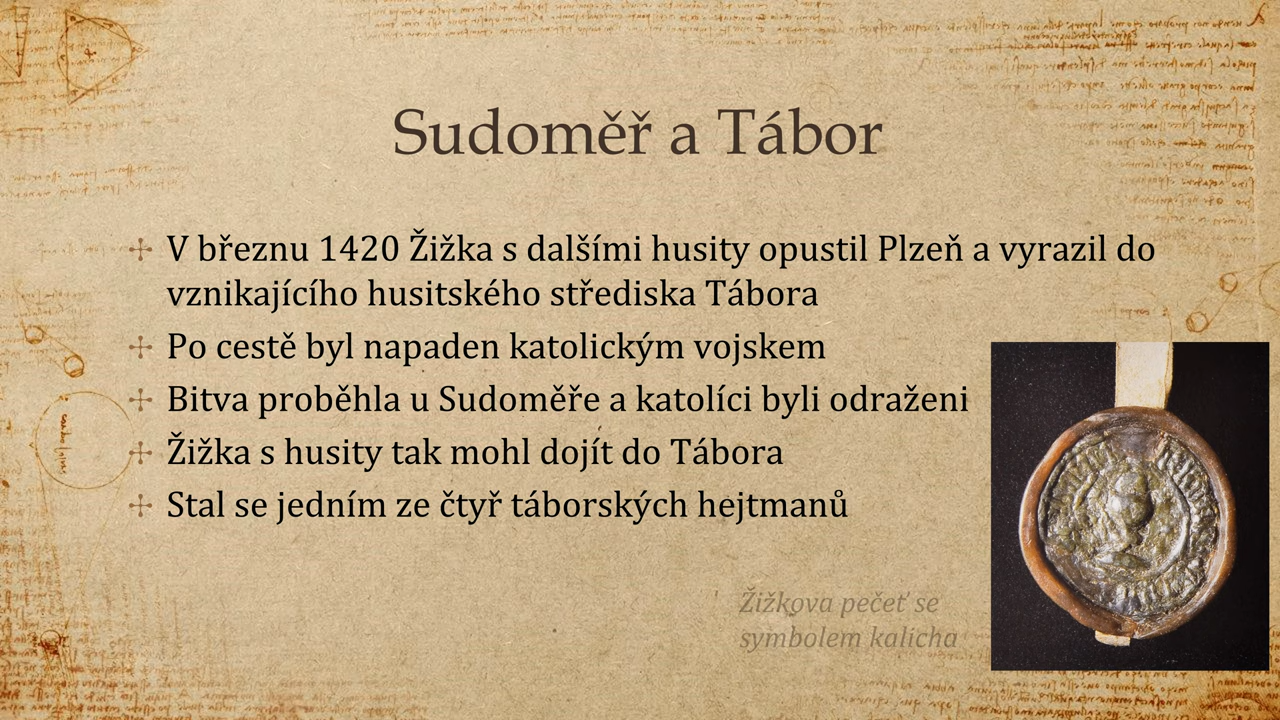 Sudoměř a Tábor
V březnu 1420 Žižka s dalšími husity opustil Plzeň a vyrazil do
vznikajícího husitského střediska Tábora
Po cestě byl napaden katolickým vojskem
Bitva proběhla u Sudoměře a katolíci byli odraženi
Žižka s husity tak mohl dojít do Tábora
Stal se jedním ze čtyř táborských hejtmanů
Žižkova pečeť se
symbolem kalicha